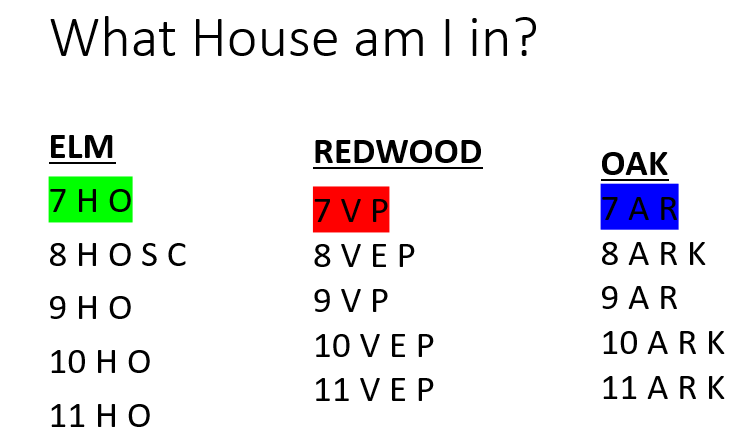 What House am I in?
ELM
7 H O
8 H O S C
9 H O
10 H O
11 H O
REDWOOD
7 V P
8 V E P
9 V P
10 V E P
11 V E P
OAK
7 A R
8 A R K
9 A R
10 A R K
11 A R K